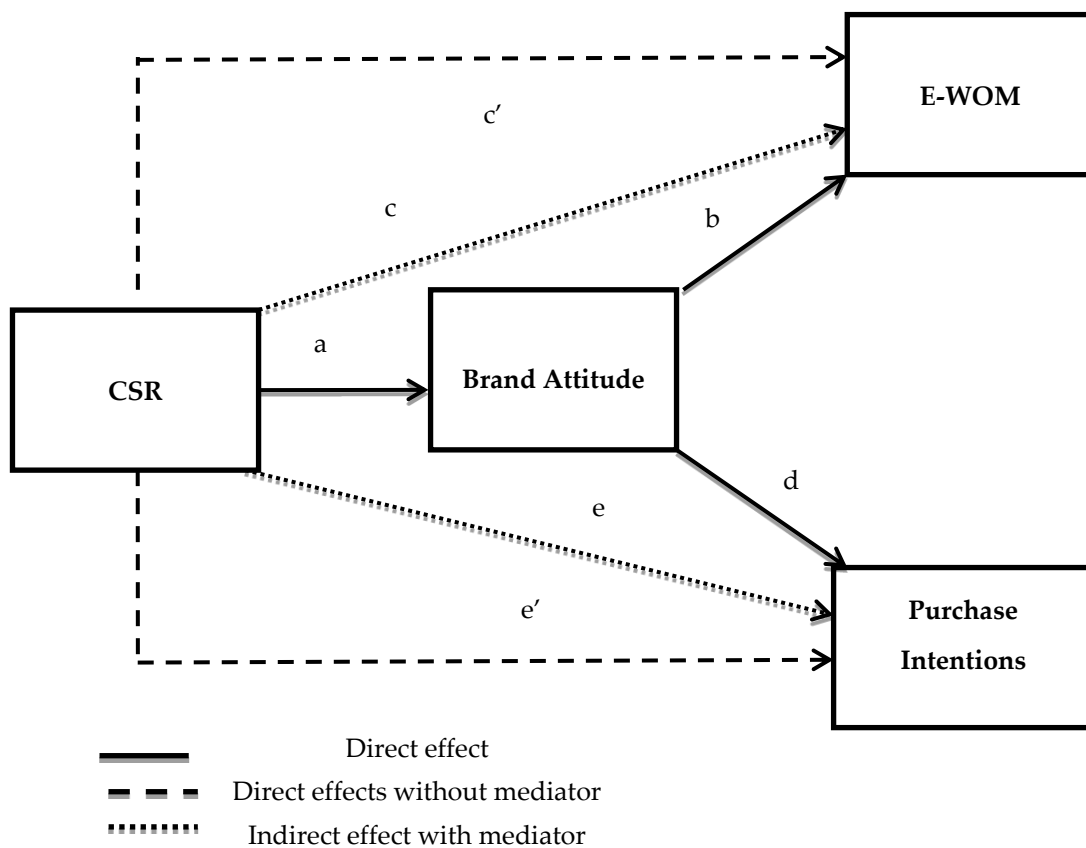 E-WOM
c’
c
b
a
CSR
Brand Attitude
e
d
e’
Purchase
Intentions
Direct effect
Direct effects without mediator
Indirect effect with mediator